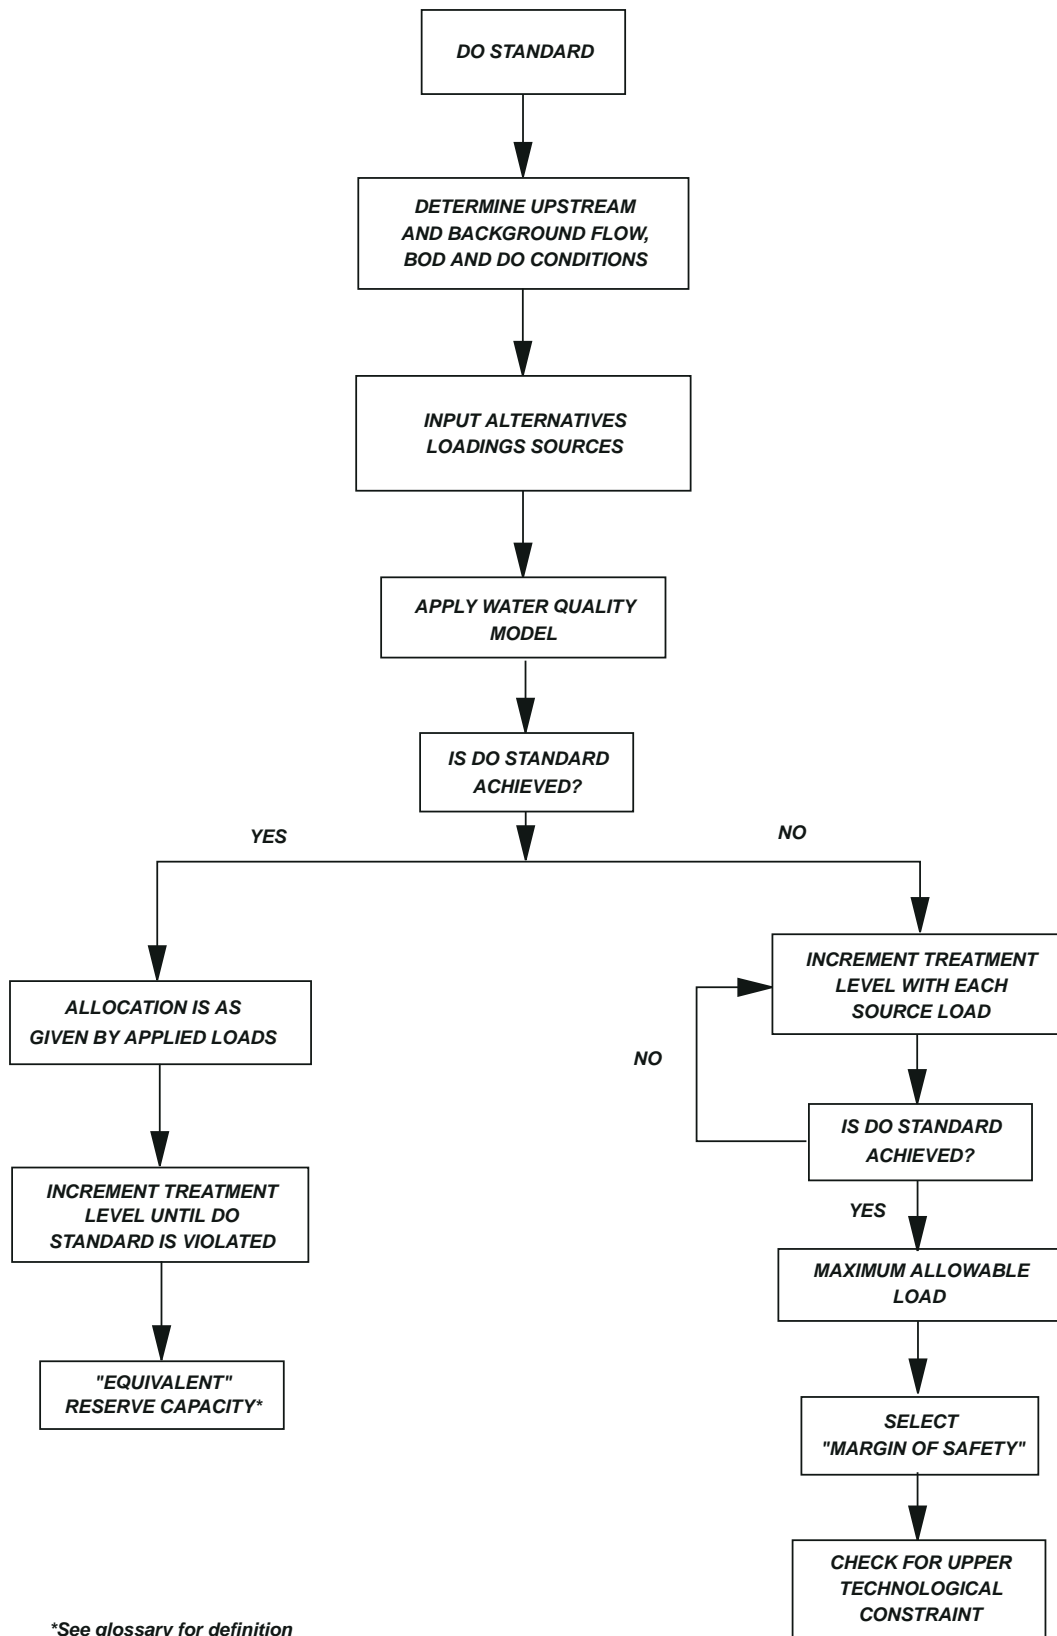 DO STANDARD
DETERMINE UPSTREAM
AND BACKGROUND FLOW,
BOD AND DO CONDITIONS
INPUT ALTERNATIVES
LOADINGS SOURCES
APPLY WATER QUALITY
MODEL
IS DO STANDARD
ACHIEVED?
YES
NO
ALLOCATION IS AS
GIVEN BY APPLIED LOADS
INCREMENT TREATMENT
LEVEL UNTIL DO
STANDARD IS VIOLATED
"EQUIVALENT"
RESERVE CAPACITY*
INCREMENT TREATMENT
LEVEL WITH EACH
SOURCE LOAD
NO
IS DO STANDARD
ACHIEVED?
YES
MAXIMUM ALLOWABLE
LOAD
SELECT
"MARGIN OF SAFETY"
CHECK FOR UPPER
TECHNOLOGICAL
CONSTRAINT
*See glossary for definition